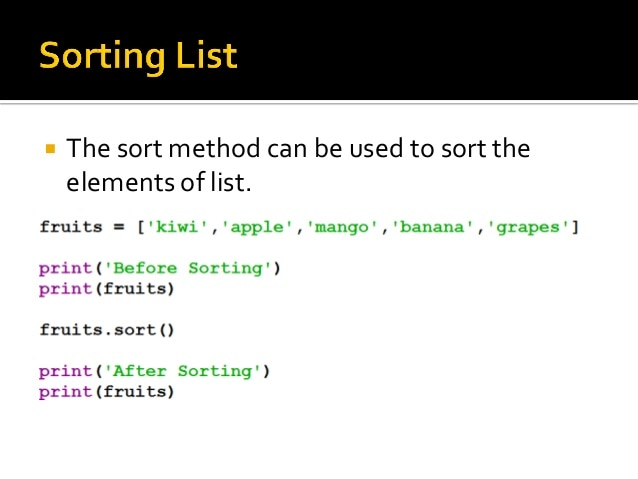 Sorting List
The sort method can be used to sort the
elements of list.
fruits = ['kiwi','apple','mango','banana','grapes']
print('Before Sorting')
print(fruits)
fruits.sort()
print('After Sorting')
print(fruits)